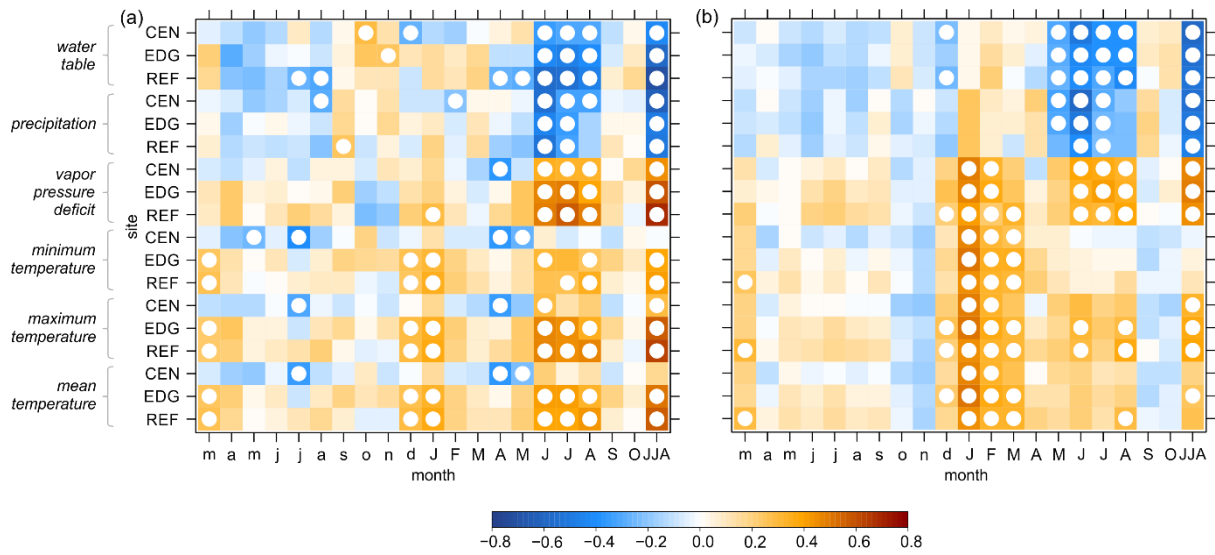 (a)
(b)
water
table
CEN
EDG
REF
precipitation
CEN
EDG
REF
vapor
pressure
deficit
CEN
EDG
REF
minimum
temperature
CEN
EDG
REF
maximum
temperature
CEN
EDG
REF
mean
temperature
CEN
EDG
REF
site
m a m j j a s o n d J F M A M J J A S O JJA
month
m a m j j a s o n d J F M A M J J A S O JJA
month
−0.8 −0.6 −0.4 −0.2 0.0 0.2 0.4 0.6 0.8